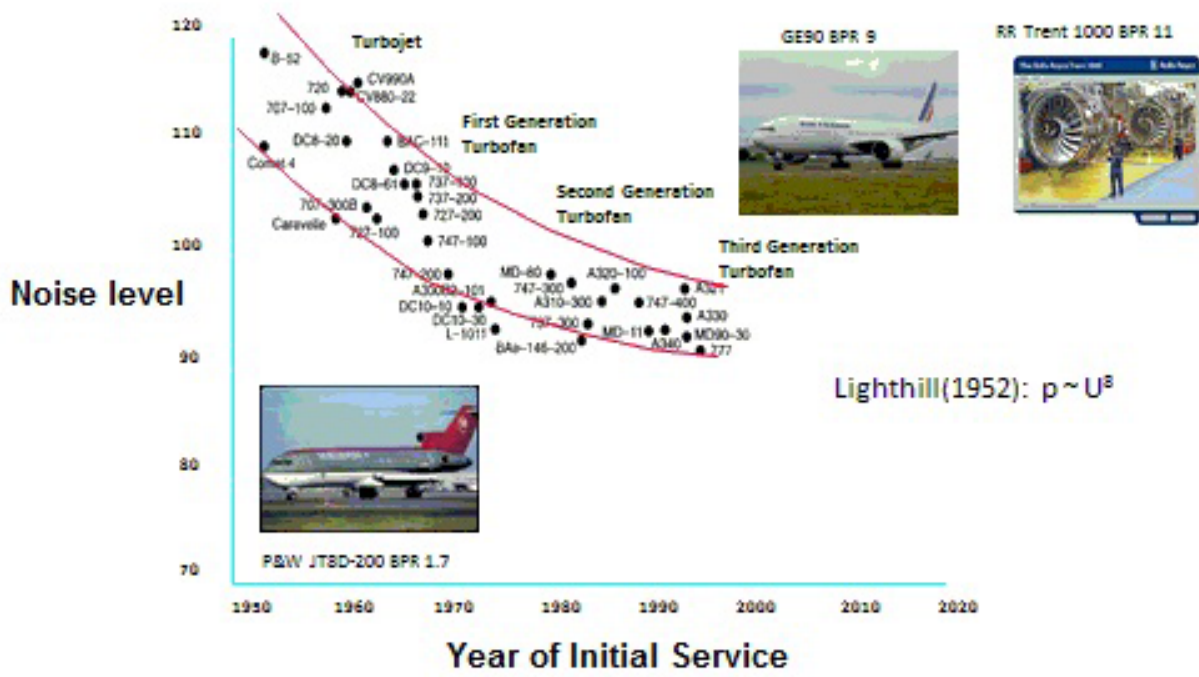 120
110
100
90
80
70
Noise level
Turbojet
First Generation
Turbofan
Second Generation
Turbofan
Third Generation
Turbofan
B-52
720
CV990A
CV880-22
707-100
DC8-20
BAC-111
Comet 4
DC9-10
DC8-61
737-100
737-200
707-300B
727-200
Caravelle
727-100
747-100
747-200
A300B2-101
DC10-10
DC10-30
L-1011
MD-80
747-300
A320-100
A321
A310-300
747-400
737-300
A330
MD-11
MD90-30
BAe-146-200
A340
777
GE90 BPR 9
RR Trent 1000 BPR 11
Lighthill(1952): p~U⁸
P&W JT8D-200 BPR 1.7
1950 1960 1970 1980 1990 2000 2010 2020
Year of Initial Service